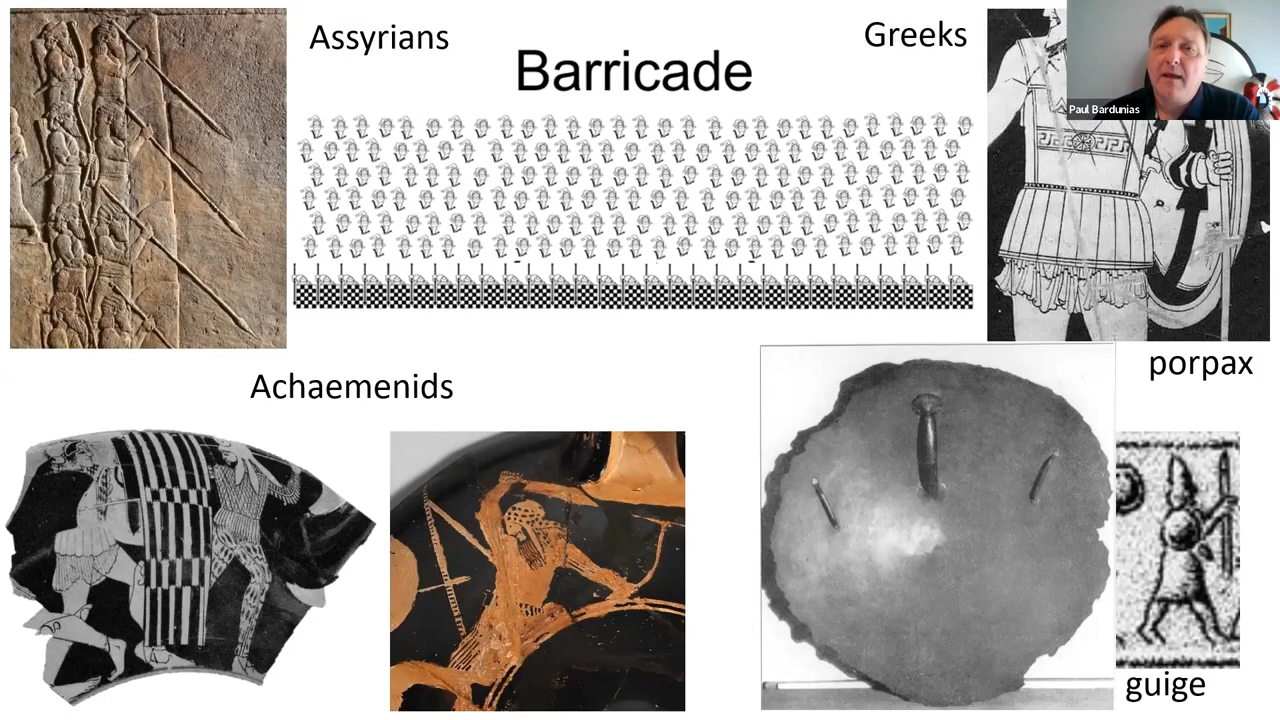 Assyrians
Greeks
Barricade
Paul Bardunias
Achaemenids
porpax
guige